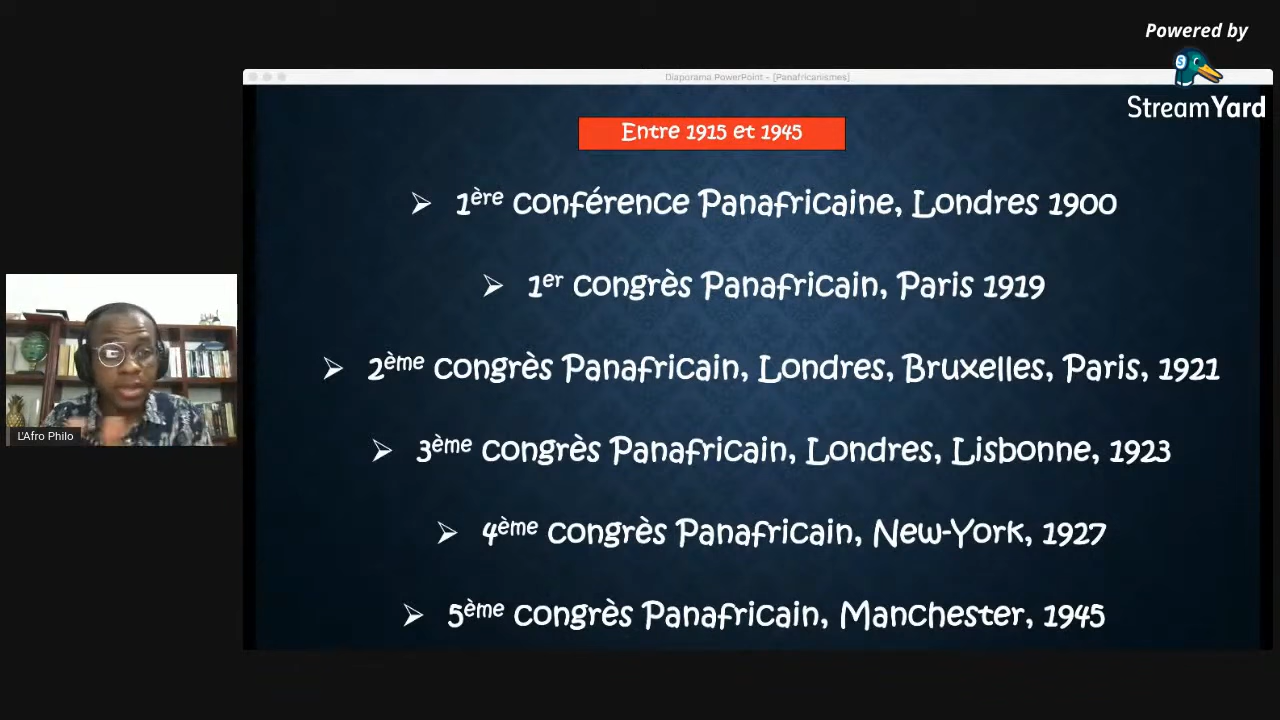 Powered by
StreamYard
Diaporama PowerPoint - [Panafricanismes]
Entre 1915 et 1945
1ère conférence Panafricaine, Londres 1900
1er congrès Panafricain, Paris 1919
2ème congrès Panafricain, Londres, Bruxelles, Paris, 1921
3ème congrès Panafricain, Londres, Lisbonne, 1923
4ème congrès Panafricain, New-York, 1927
5ème congrès Panafricain, Manchester, 1945
L'Afro Philo